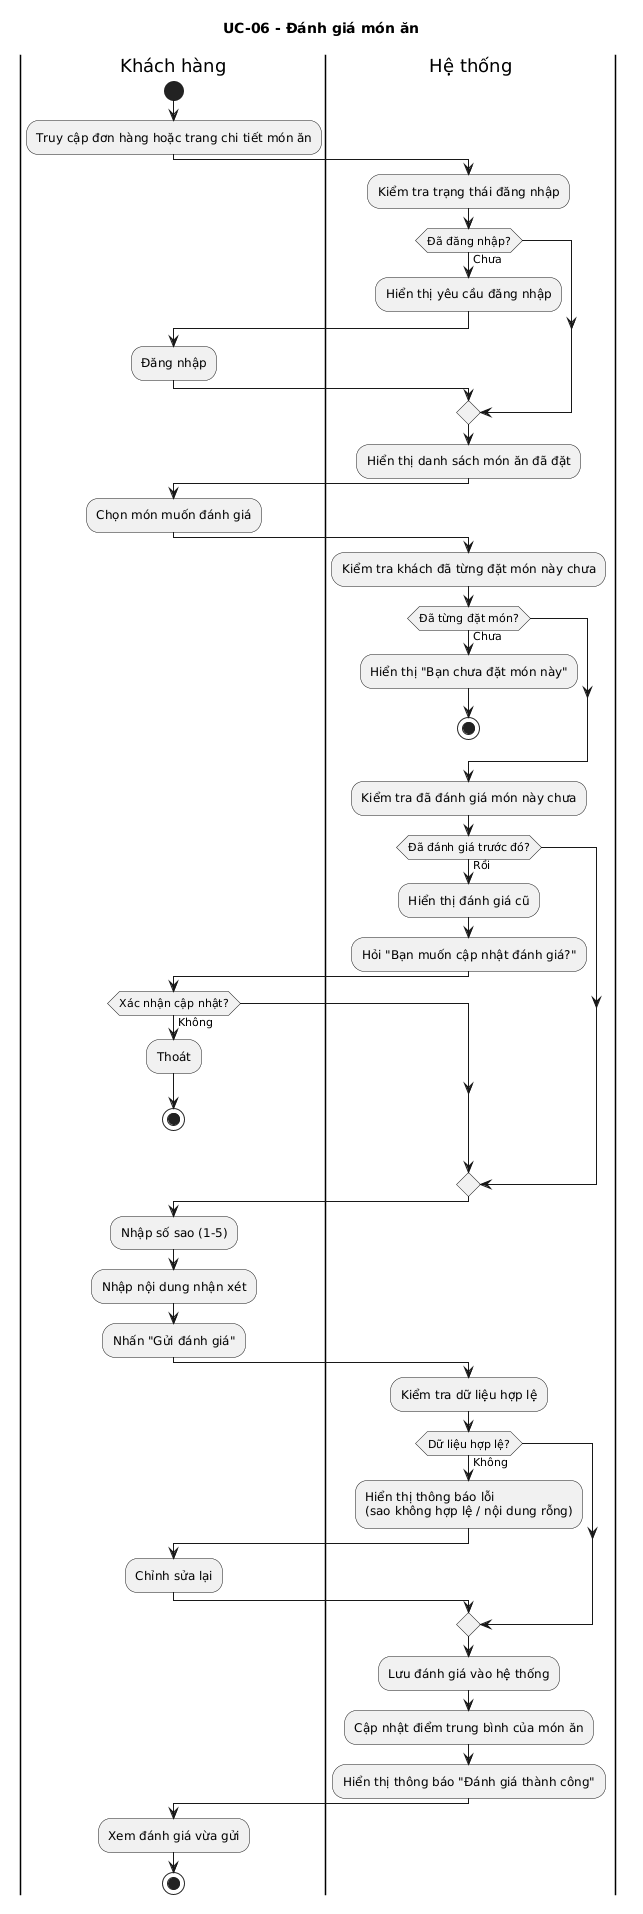 UC-06 - Đánh giá món ăn
Khách hàng
Hệ thống
Truy cập đơn hàng hoặc trang chi tiết món ăn
Kiểm tra trạng thái đăng nhập
Đã đăng nhập?
Chưa
Hiển thị yêu cầu đăng nhập
Đăng nhập
Hiển thị danh sách món ăn đã đặt
Chọn món muốn đánh giá
Kiểm tra khách đã từng đặt món này chưa
Đã từng đặt món?
Chưa
Hiển thị "Bạn chưa đặt món này"
Kiểm tra đã đánh giá món này chưa
Đã đánh giá trước đó?
Rồi
Hiển thị đánh giá cũ
Hỏi "Bạn muốn cập nhật đánh giá?"
Xác nhận cập nhật?
Không
Thoát
Nhập số sao (1-5)
Nhập nội dung nhận xét
Nhấn "Gửi đánh giá"
Kiểm tra dữ liệu hợp lệ
Dữ liệu hợp lệ?
Không
Hiển thị thông báo lỗi
(sao không hợp lệ / nội dung rỗng)
Chỉnh sửa lại
Lưu đánh giá vào hệ thống
Cập nhật điểm trung bình của món ăn
Hiển thị thông báo "Đánh giá thành công"
Xem đánh giá vừa gửi